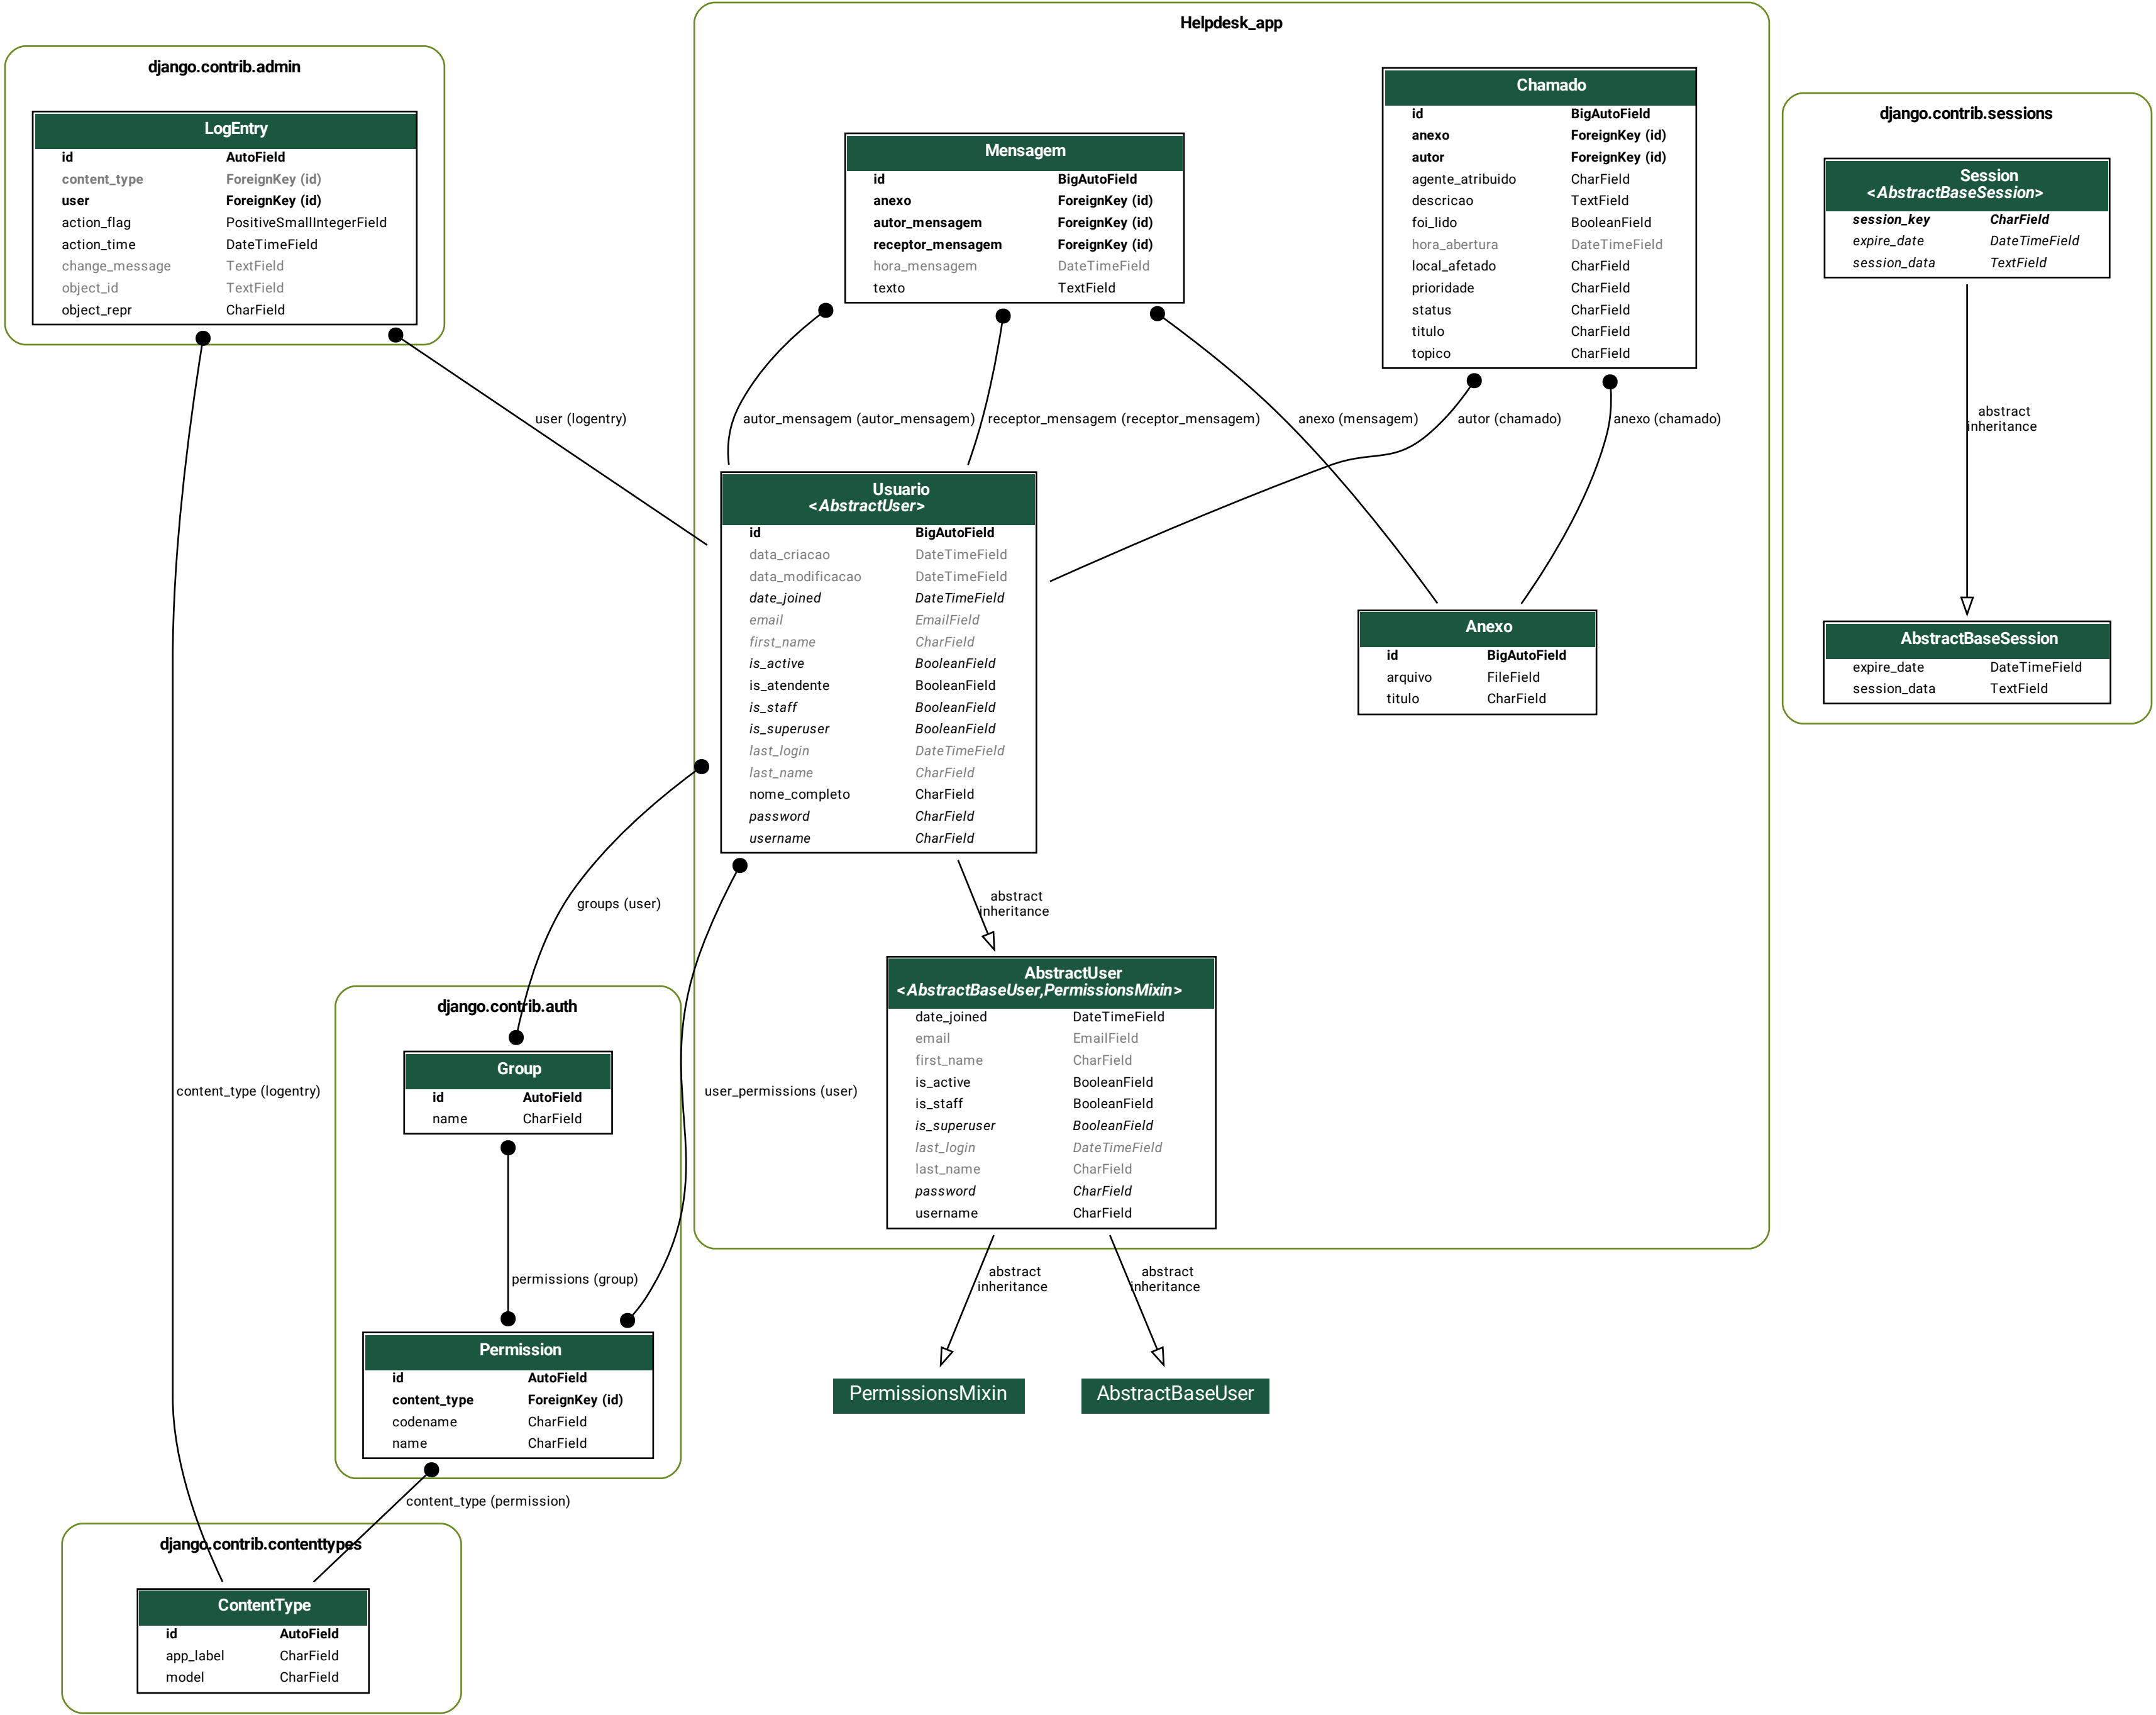 django.contrib.admin
LogEntry
id AutoField
content_type ForeignKey (id)
user ForeignKey (id)
action_flag PositiveSmallIntegerField
action_time DateTimeField
change_message TextField
object_id TextField
object_repr CharField
Helpdesk_app
Mensagem
id BigAutoField
anexo ForeignKey (id)
autor_mensagem ForeignKey (id)
receptor_mensagem ForeignKey (id)
hora_mensagem DateTimeField
texto TextField
Chamado
id BigAutoField
anexo ForeignKey (id)
autor ForeignKey (id)
agente_atribuido CharField
descricao TextField
foi_lido BooleanField
hora_abertura DateTimeField
local_afetado CharField
prioridade CharField
status CharField
titulo CharField
topico CharField
django.contrib.sessions
Session
<AbstractBaseSession>
session_key CharField
expire_date DateTimeField
session_data TextField
abstract
inheritance
AbstractBaseSession
expire_date DateTimeField
session_data TextField
user (logentry)
autor_mensagem (autor_mensagem)
receptor_mensagem (receptor_mensagem)
anexo (mensagem)
autor (chamado)
anexo (chamado)
Usuario
<AbstractUser>
id BigAutoField
data_criacao DateTimeField
data_modificacao DateTimeField
date_joined DateTimeField
email EmailField
first_name CharField
is_active BooleanField
is_atendente BooleanField
is_staff BooleanField
is_superuser BooleanField
last_login DateTimeField
last_name CharField
nome_completo CharField
password CharField
username CharField
Anexo
id BigAutoField
arquivo FileField
titulo CharField
groups (user)
abstract
inheritance
AbstractUser
<AbstractBaseUser,PermissionsMixin>
date_joined DateTimeField
email EmailField
first_name CharField
is_active BooleanField
is_staff BooleanField
is_superuser BooleanField
last_login DateTimeField
last_name CharField
password CharField
username CharField
django.contrib.auth
Group
id AutoField
name CharField
content_type (logentry)
user_permissions (user)
permissions (group)
abstract
inheritance
abstract
inheritance
Permission
id AutoField
content_type ForeignKey (id)
codename CharField
name CharField
PermissionsMixin
AbstractBaseUser
content_type (permission)
django.contrib.contenttypes
ContentType
id AutoField
app_label CharField
model CharField